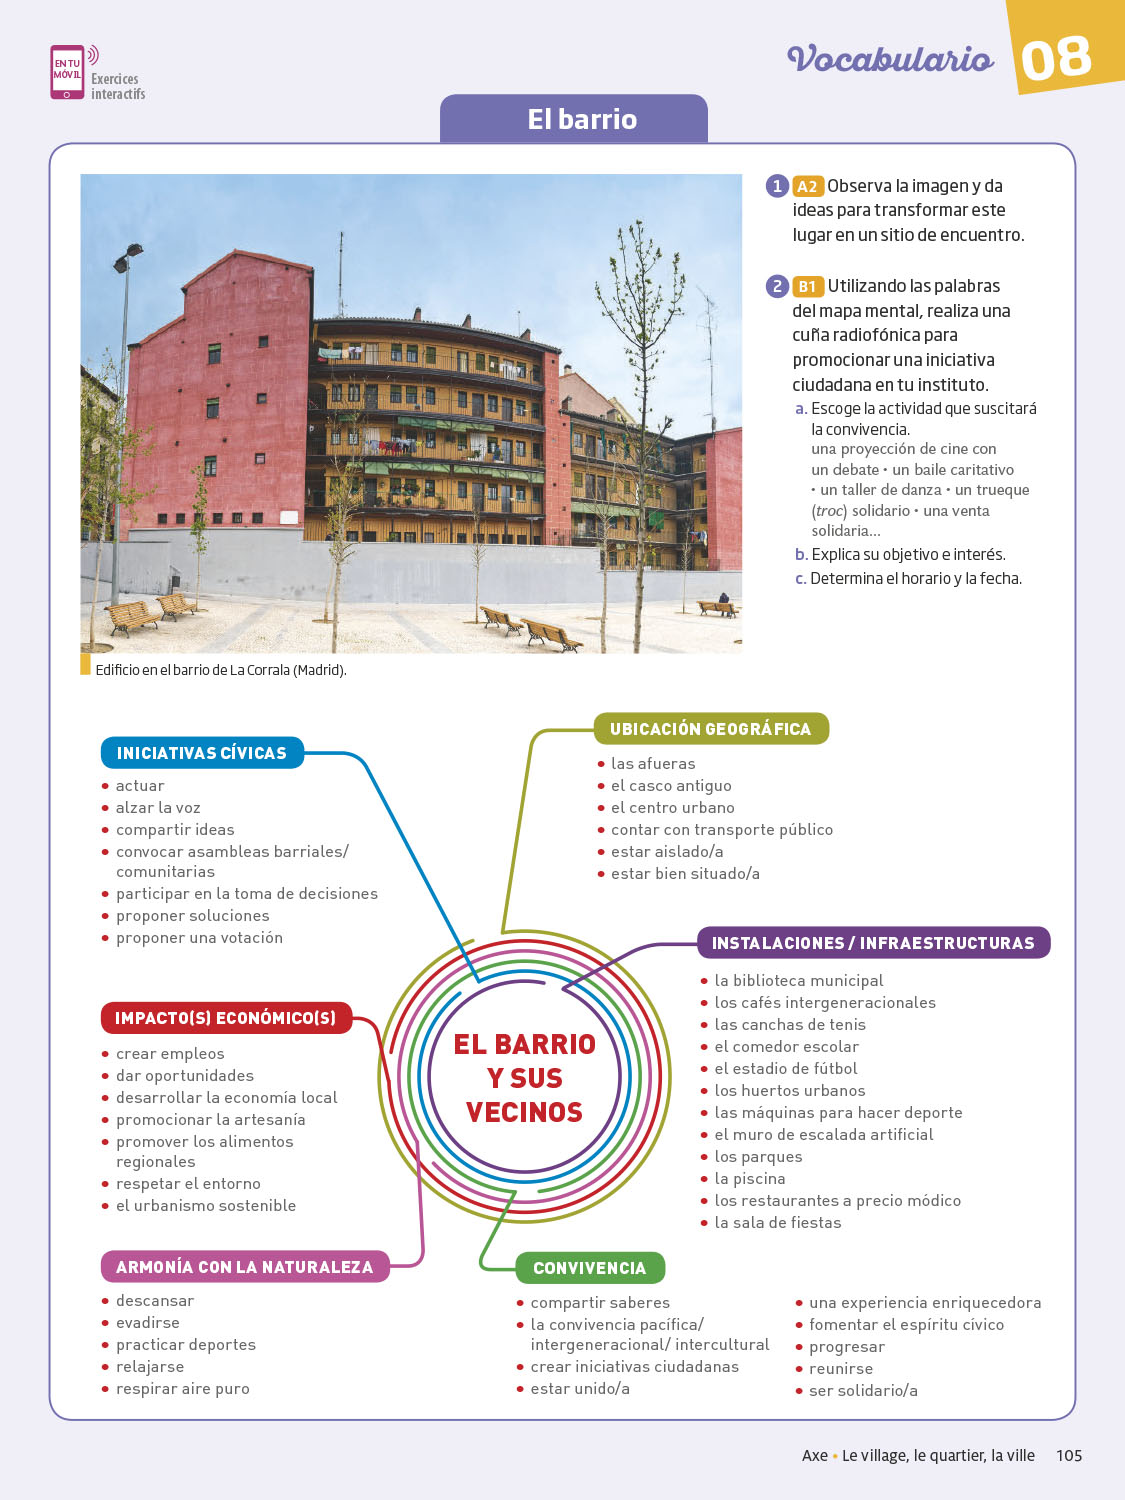 EN TU
MÓVIL
Exercices
interactifs
Vocabulario
08
El barrio
1 A2 Observa la imagen y da
ideas para transformar este
lugar en un sitio de encuentro.
2 B1 Utilizando las palabras
del mapa mental, realiza una
cuña radiofónica para
promocionar una iniciativa
ciudadana en tu instituto.
a. Escoge la actividad que suscitará
la convivencia.
una proyección de cine con
un debate • un baile caritativo
• un taller de danza • un trueque
(troc) solidario • una venta
solidaria...
b. Explica su objetivo e interés.
c. Determina el horario y la fecha.
Edificio en el barrio de La Corrala (Madrid).
INICIATIVAS CÍVICAS
• actuar
• alzar la voz
• compartir ideas
• convocar asambleas barriales/
comunitarias
• participar en la toma de decisiones
• proponer soluciones
• proponer una votación
UBICACIÓN GEOGRÁFICA
• las afueras
• el casco antiguo
• el centro urbano
• contar con transporte público
• estar aislado/a
• estar bien situado/a
INSTALACIONES / INFRAESTRUCTURAS
• la biblioteca municipal
• los cafés intergeneracionales
• las canchas de tenis
• el comedor escolar
• el estadio de fútbol
• los huertos urbanos
• las máquinas para hacer deporte
• el muro de escalada artificial
• los parques
• la piscina
• los restaurantes a precio módico
• la sala de fiestas
EL BARRIO
Y SUS
VECINOS
IMPACTO(S) ECONÓMICO(S)
• crear empleos
• dar oportunidades
• desarrollar la economía local
• promocionar la artesanía
• promover los alimentos
regionales
• respetar el entorno
• el urbanismo sostenible
ARMONÍA CON LA NATURALEZA
• descansar
• evadirse
• practicar deportes
• relajarse
• respirar aire puro
CONVIVENCIA
• compartir saberes
• la convivencia pacífica/
intergeneracional/ intercultural
• crear iniciativas ciudadanas
• estar unido/a
• una experiencia enriquecedora
• fomentar el espíritu cívico
• progresar
• reunirse
• ser solidario/a
Axe • Le village, le quartier, la ville 105